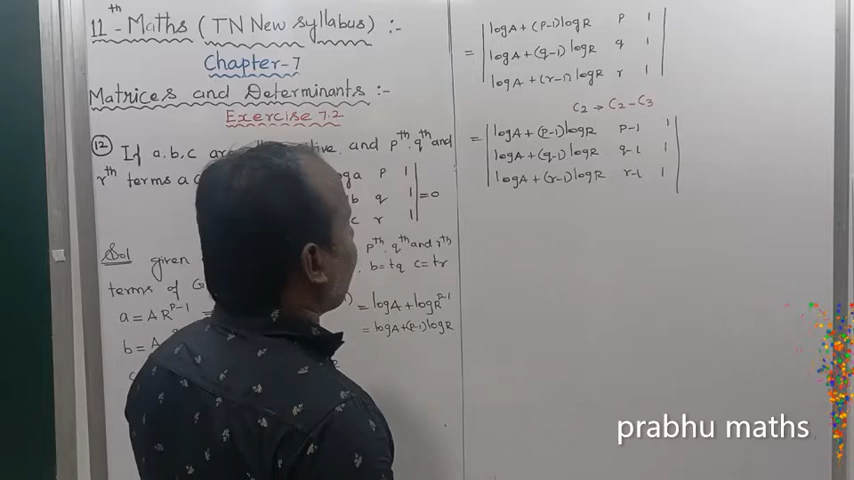 11th - Maths (TN New syllabus) :-
Chapter-7
Matrices and Determinants :-
Exercise 7.2
12 If a.b.c are and pth. qth and
rth terms a p 1
b q 1 =0
c r 1
Sol given pth. qth and rth
terms of b=tq c=tr
a = AR^P-1 = = logA + logR^P-1
b = A = logA+(P-1)logR
= | logA + (P-1)logR P 1 |
| logA + (q-1) logR q 1 |
| logA + (r-1) logR r 1 |
C2 → C2 - C3
= | logA + (P-1)logR P-1 1 |
| logA + (q-1) logR q-1 1 |
| logA + (r-1) logR r-1 1 |
prabhu maths